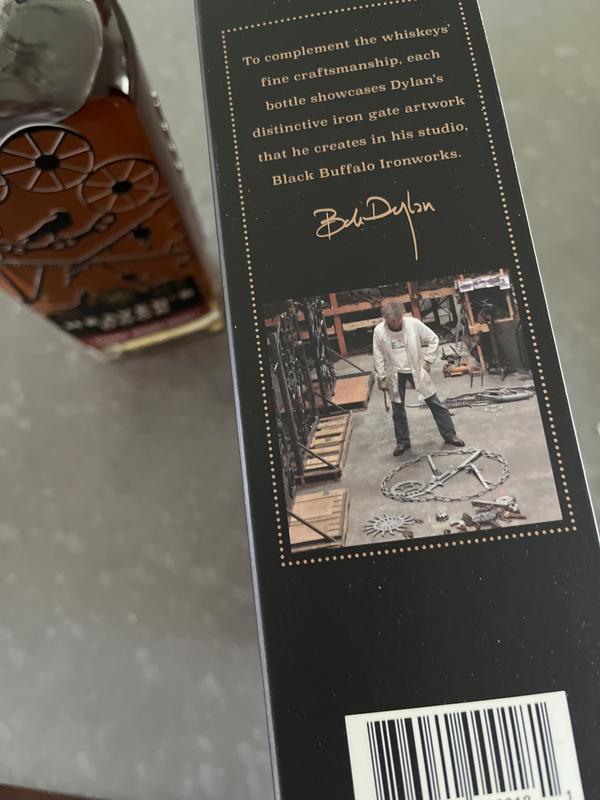 To complement the whiskeys'
fine craftsmanship, each
bottle showcases Dylan's
distinctive iron gate artwork
that he creates in his studio,
Black Buffalo Ironworks.
Bob Dylan
1